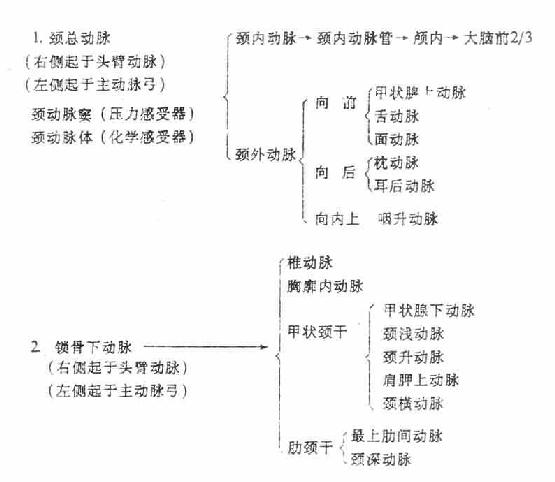 1. 颈总动脉
(右侧起于头臂动脉)
(左侧起于主动脉弓)
颈动脉窦(压力感受器)
颈动脉体(化学感受器)
颈内动脉→颈内动脉管→颅内→大脑前2/3
颈外动脉
向 前
甲状腺上动脉
舌动脉
面动脉
向 后
枕动脉
耳后动脉
向内上 咽升动脉
2. 锁骨下动脉
(右侧起于头臂动脉)
(左侧起于主动脉弓)
椎动脉
胸廓内动脉
甲状颈干
甲状腺下动脉
颈浅动脉
颈升动脉
肩胛上动脉
颈横动脉
肋颈干
最上肋间动脉
颈深动脉